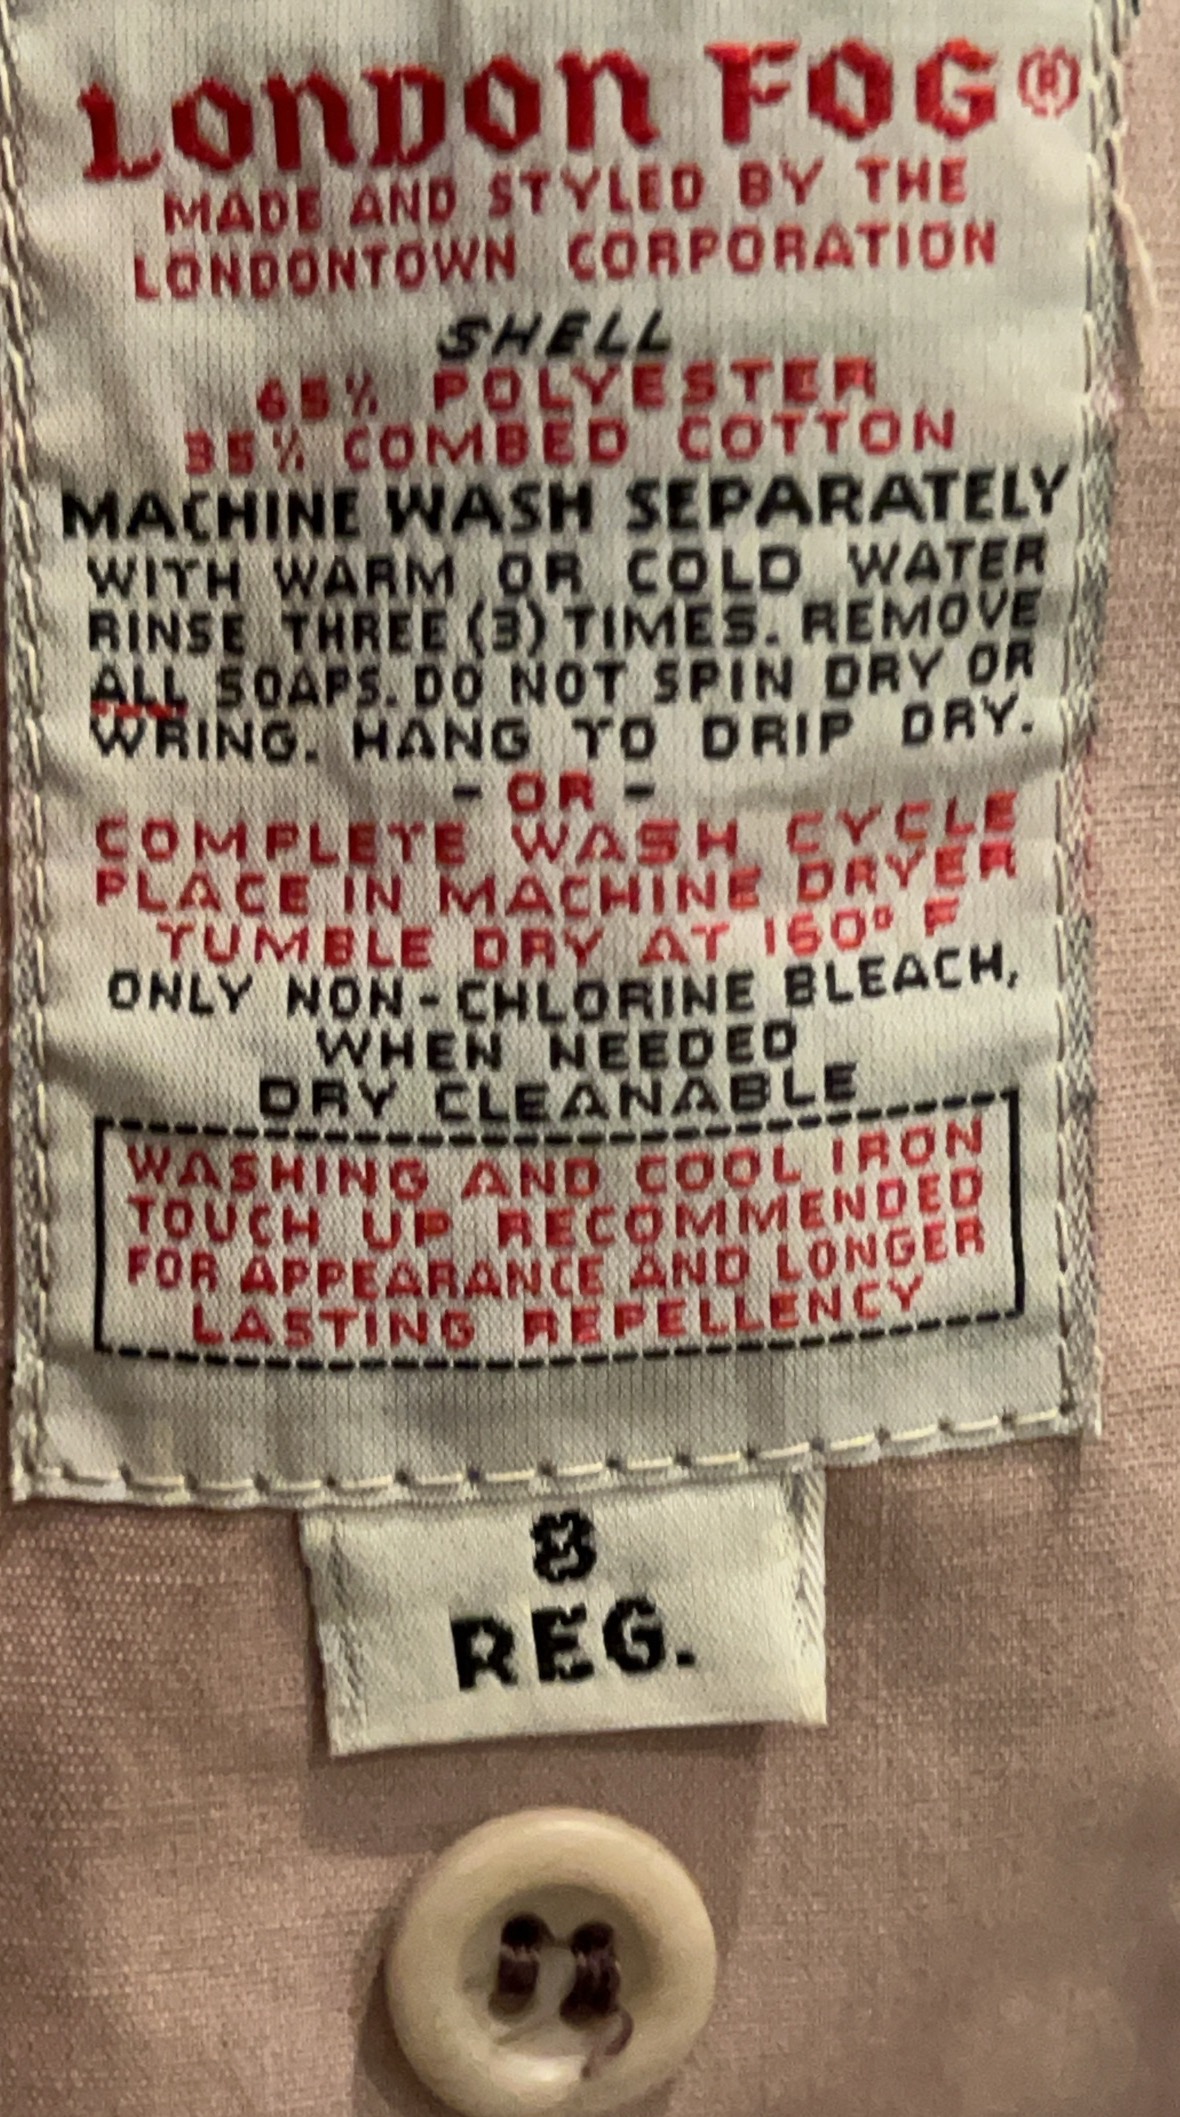 LONDON FOG®
MADE AND STYLED BY THE
LONDONTOWN CORPORATION
SHELL
65% POLYESTER
35% COMBED COTTON
MACHINE WASH SEPARATELY
WITH WARM OR COLD WATER
RINSE THREE (3) TIMES. REMOVE
ALL SOAPS. DO NOT SPIN DRY OR
WRING. HANG TO DRIP DRY.
- OR -
COMPLETE WASH CYCLE
PLACE IN MACHINE DRYER
TUMBLE DRY AT 160° F
ONLY NON-CHLORINE BLEACH,
WHEN NEEDED
DRY CLEANABLE
WASHING AND COOL IRON
TOUCH UP RECOMMENDED
FOR APPEARANCE AND LONGER
LASTING REPELLENCY
8
REG.